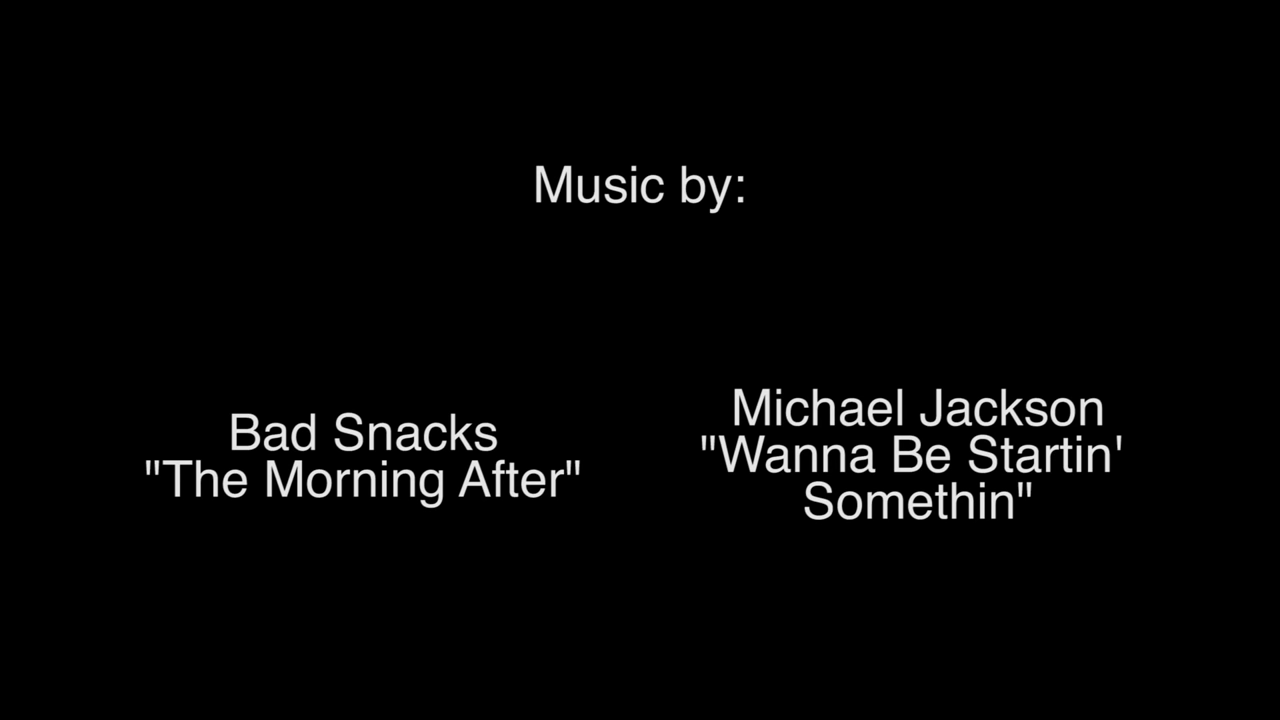 Music by:
Bad Snacks
"The Morning After"
Michael Jackson
"Wanna Be Startin'
Somethin"